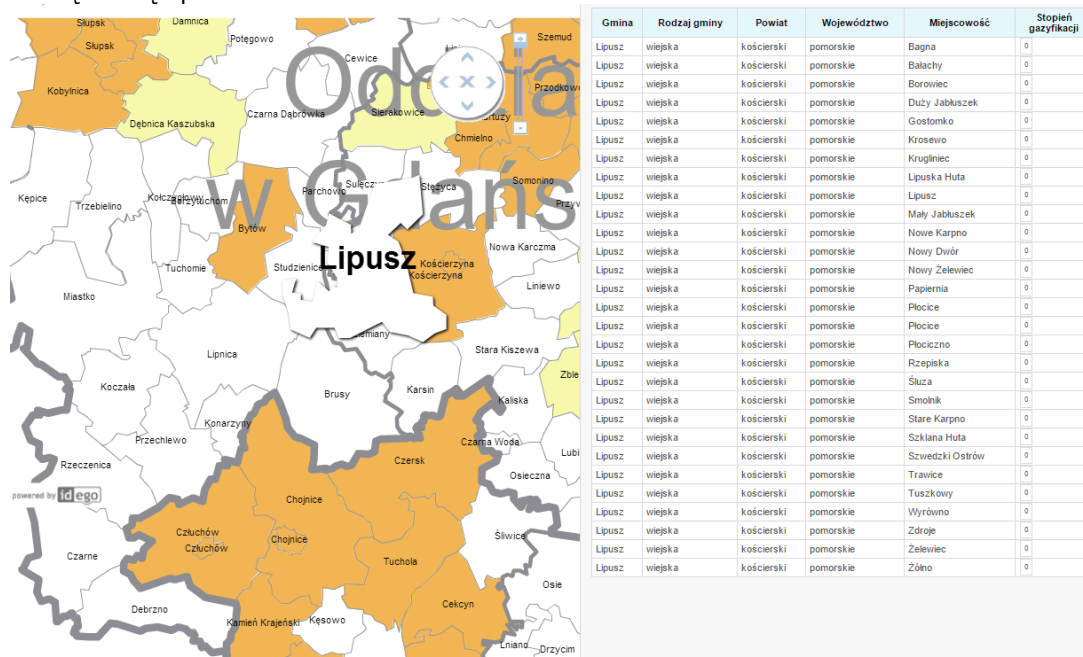 Słupsk
Damnica
Potęgowo
Szemud
Słupsk
Cewice
Kobylnica
Przodkowo
Dębnica Kaszubska
Czarna Dąbrówka
Sierakowice
Chmielno
w
Somonino
Kępice
Trzebielino
Parchowo
Stężyca
Bytów
Lipusz
Nowa Karczma
Kościerzyna
Kościerzyna
Tuchomie
Studzienice
Liniewo
Miastko
Lipnica
Stara Kiszewa
Koczała
Brusy
Karsin
Kaliska
Konarzyny
Przechlewo
Czarna Woda
Rzeczenica
Czersk
Osieczna
powered by idego
Chojnice
Człuchów
Człuchów
Chojnice
Śliwice
Czarne
Tuchola
Osie
Debrzno
Cekcyn
Kamień Krajeński
Kęsowo
Lniano
Drzycim
Gmina Rodzaj gminy Powiat Województwo Miejscowość Stopień gazyfikacji
Lipusz wiejska kościerski pomorskie Bagna 0
Lipusz wiejska kościerski pomorskie Bałachy 0
Lipusz wiejska kościerski pomorskie Borowiec 0
Lipusz wiejska kościerski pomorskie Duży Jabłuszek 0
Lipusz wiejska kościerski pomorskie Gostomko 0
Lipusz wiejska kościerski pomorskie Krosewo 0
Lipusz wiejska kościerski pomorskie Krugliniec 0
Lipusz wiejska kościerski pomorskie Lipuska Huta 0
Lipusz wiejska kościerski pomorskie Lipusz 0
Lipusz wiejska kościerski pomorskie Mały Jabłuszek 0
Lipusz wiejska kościerski pomorskie Nowe Karpno 0
Lipusz wiejska kościerski pomorskie Nowy Dwór 0
Lipusz wiejska kościerski pomorskie Nowy Żelewiec 0
Lipusz wiejska kościerski pomorskie Papiernia 0
Lipusz wiejska kościerski pomorskie Płocice 0
Lipusz wiejska kościerski pomorskie Płocice 0
Lipusz wiejska kościerski pomorskie Płociczno 0
Lipusz wiejska kościerski pomorskie Rzepiska 0
Lipusz wiejska kościerski pomorskie Śluza 0
Lipusz wiejska kościerski pomorskie Smolnik 0
Lipusz wiejska kościerski pomorskie Stare Karpno 0
Lipusz wiejska kościerski pomorskie Szklana Huta 0
Lipusz wiejska kościerski pomorskie Szwedzki Ostrów 0
Lipusz wiejska kościerski pomorskie Trawice 0
Lipusz wiejska kościerski pomorskie Tuszkowy 0
Lipusz wiejska kościerski pomorskie Wyrówno 0
Lipusz wiejska kościerski pomorskie Zdroje 0
Lipusz wiejska kościerski pomorskie Żelewiec 0
Lipusz wiejska kościerski pomorskie Żółno 0